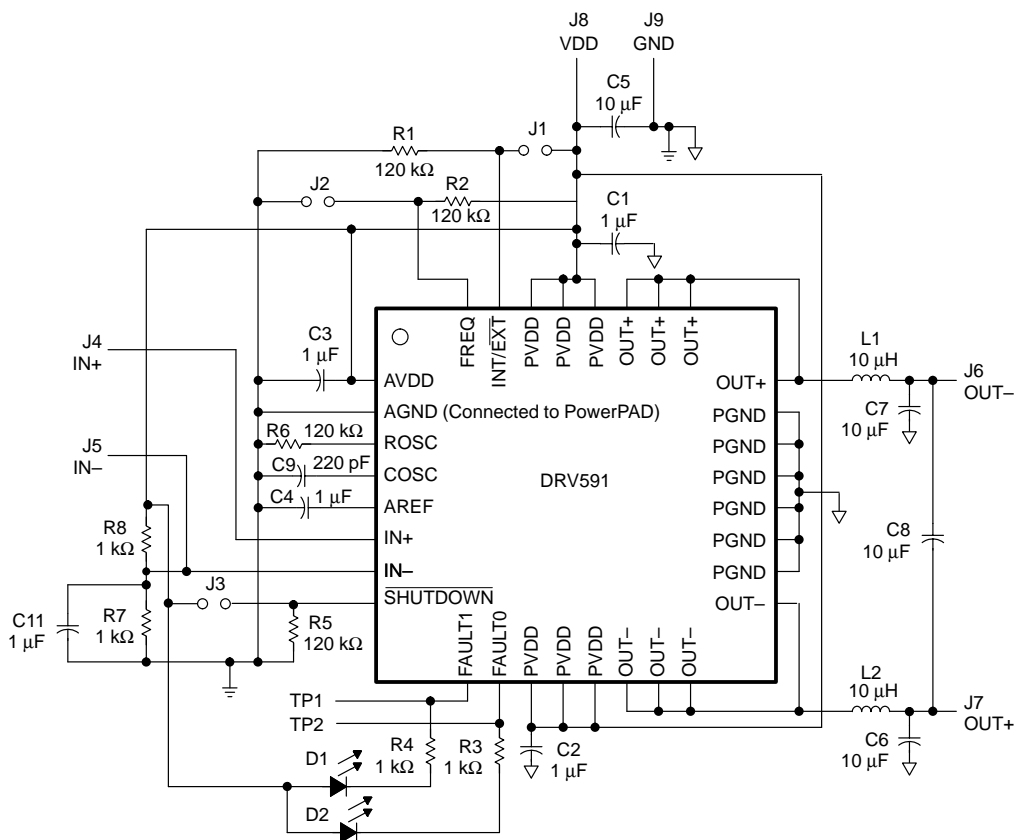 J8
VDD
J9
GND
C5
10 µF
R1
120 kΩ
J1
J2
R2
120 kΩ
C1
1 µF
FREQ
INT/EXT
PVDD
PVDD
PVDD
OUT+
OUT+
OUT+
C3
1 µF
J4
IN+
AVDD
AGND (Connected to PowerPAD)
R6
120 kΩ
ROSC
J5
IN–
C9
220 pF
COSC
C4
1 µF
AREF
IN+
IN–
SHUTDOWN
DRV591
OUT+
PGND
PGND
PGND
PGND
PGND
PGND
OUT–
L1
10 µH
J6
OUT–
C7
10 µF
C8
10 µF
R8
1 kΩ
J3
C11
1 µF
R7
1 kΩ
R5
120 kΩ
FAULT1
FAULT0
PVDD
PVDD
PVDD
OUT–
OUT–
OUT–
L2
10 µH
J7
OUT+
C6
10 µF
TP1
TP2
R4
1 kΩ
R3
1 kΩ
C2
1 µF
D1
D2